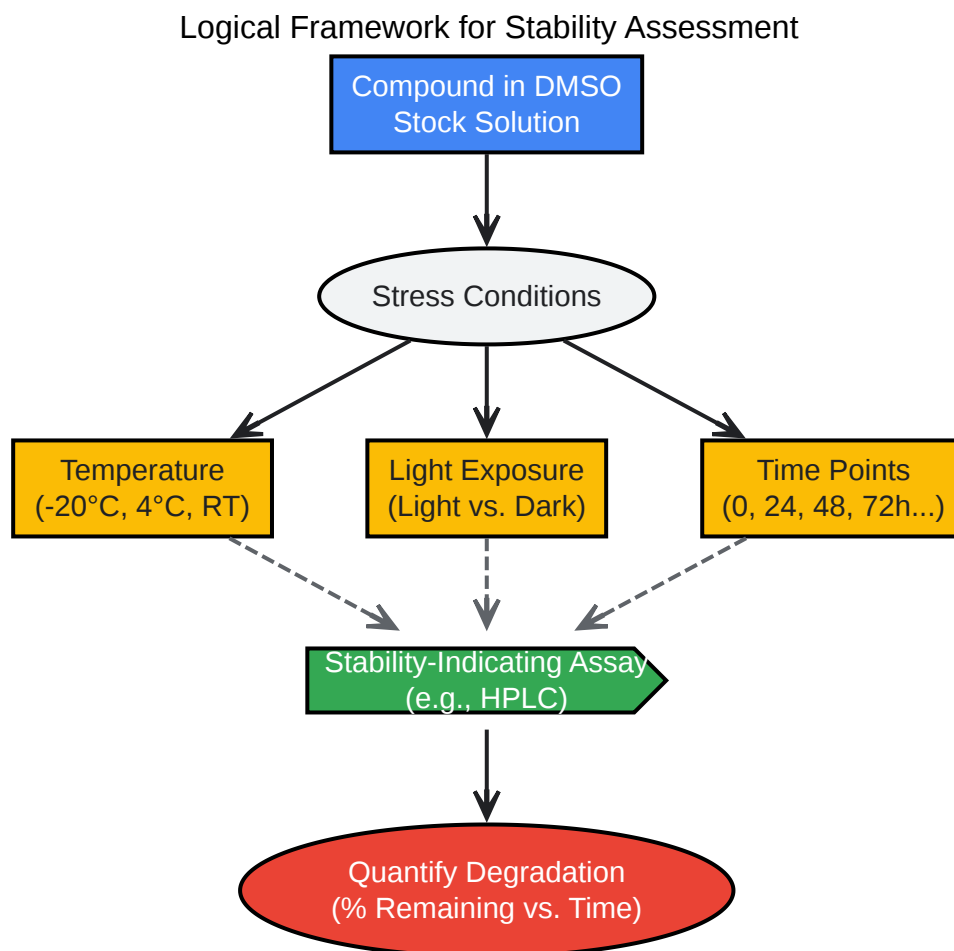 Logical Framework for Stability Assessment
Compound in DMSO
Stock Solution
Stress Conditions
Temperature
(-20°C, 4°C, RT)
Light Exposure
(Light vs. Dark)
Time Points
(0, 24, 48, 72h...)
Stability-Indicating Assay
(e.g., HPLC)
Quantify Degradation
(% Remaining vs. Time)